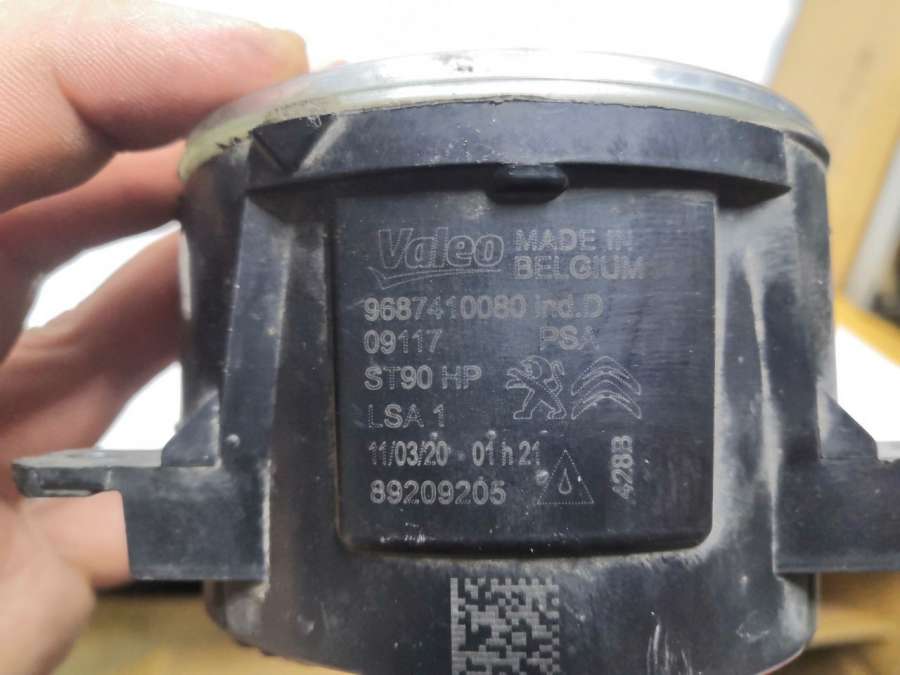 Valeo MADE IN
BELGIUM
9687410080 Ind.D
09117 PSA
ST90 HP
LSA 1
11/03/20 01 h 21
89209205
428B